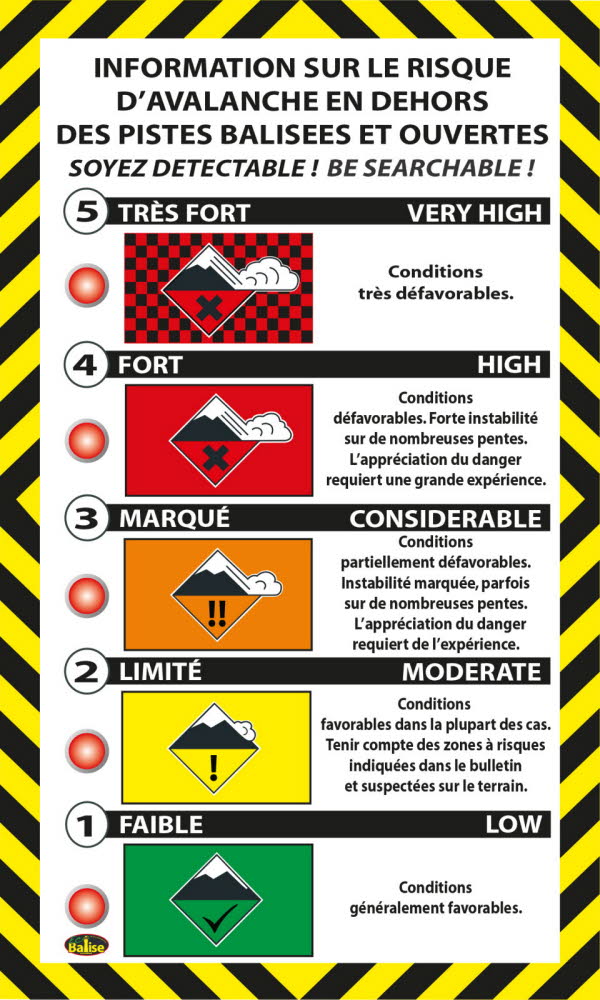 INFORMATION SUR LE RISQUE
D'AVALANCHE EN DEHORS
DES PISTES BALISEES ET OUVERTES
SOYEZ DETECTABLE ! BE SEARCHABLE !
5 TRÈS FORT VERY HIGH
Conditions
très défavorables.
4 FORT HIGH
Conditions
défavorables. Forte instabilité
sur de nombreuses pentes.
L'appréciation du danger
requiert une grande expérience.
3 MARQUÉ CONSIDERABLE
Conditions
partiellement défavorables.
Instabilité marquée, parfois
sur de nombreuses pentes.
L'appréciation du danger
requiert de l'expérience.
!!
2 LIMITÉ MODERATE
Conditions
favorables dans la plupart des cas.
Tenir compte des zones à risques
indiquées dans le bulletin
et suspectées sur le terrain.
!
1 FAIBLE LOW
Conditions
généralement favorables.
Balise